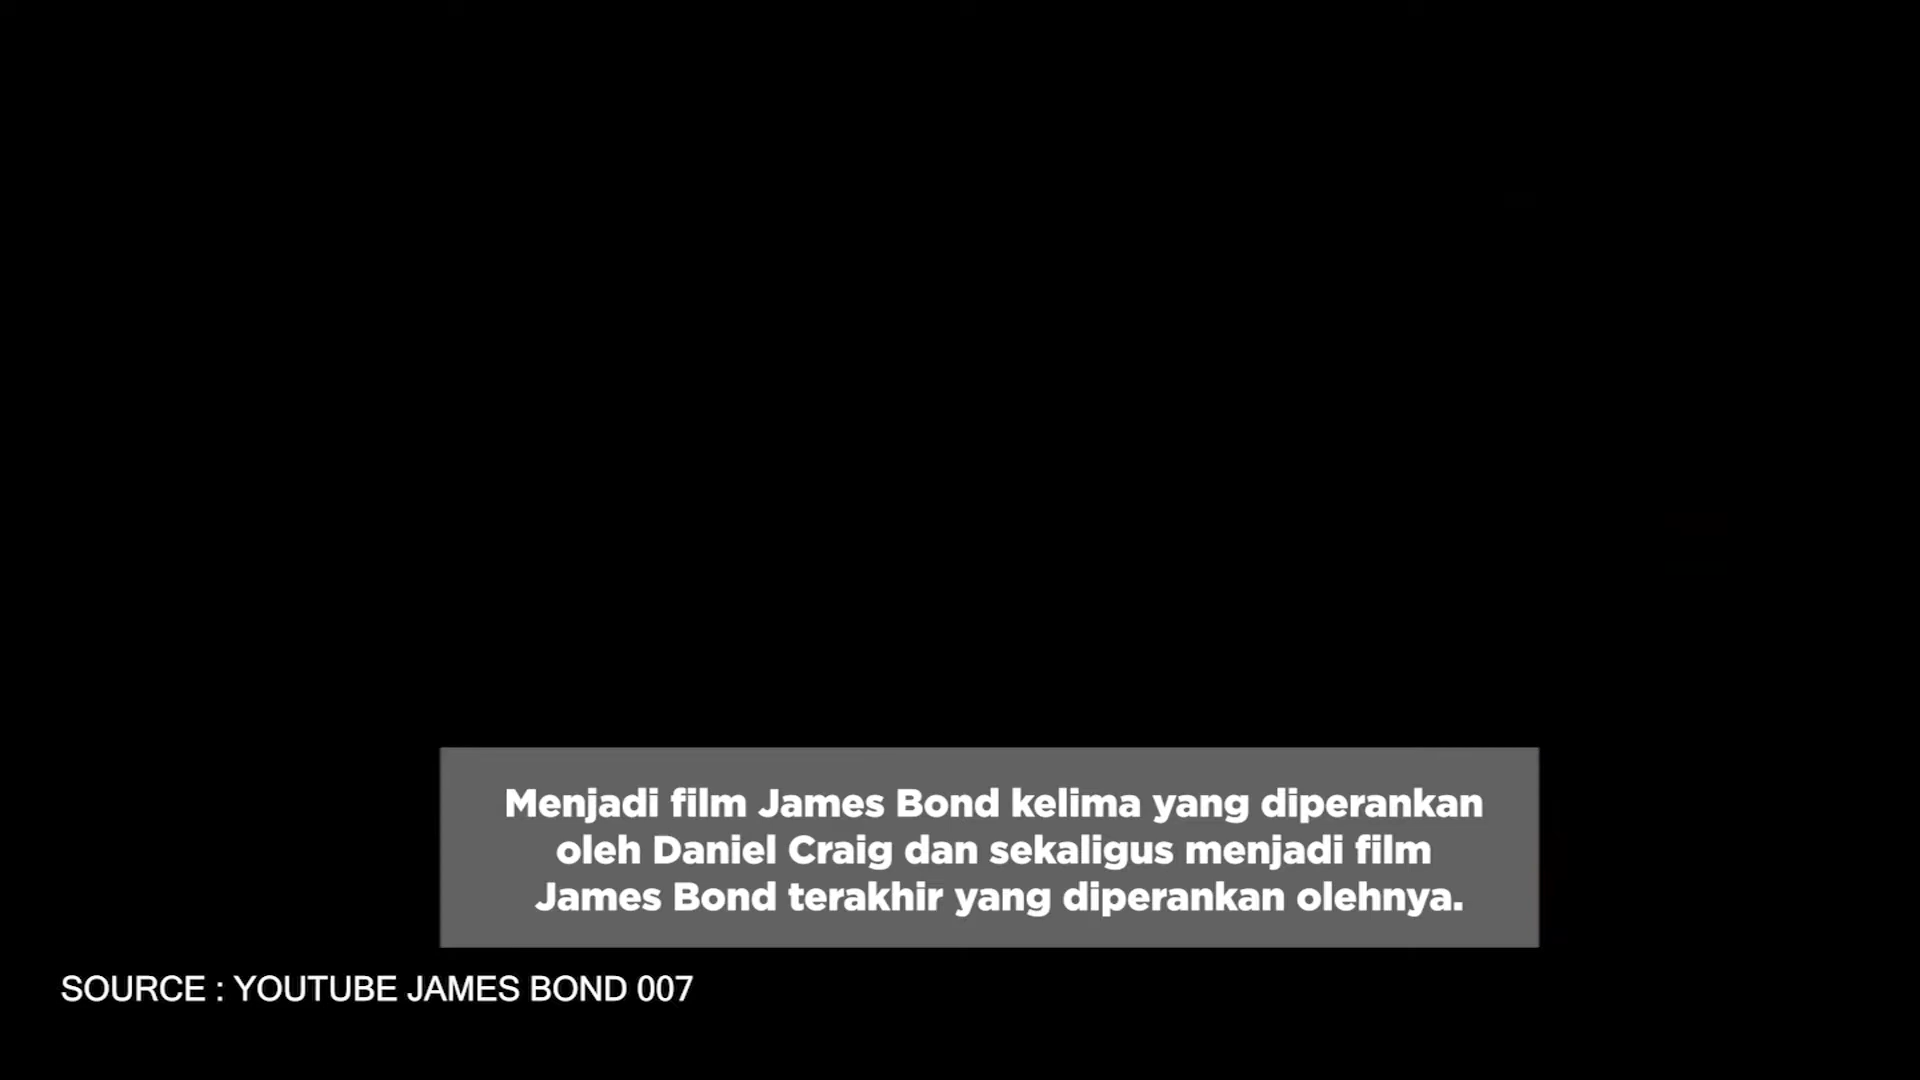 Menjadi film James Bond kelima yang diperankan
oleh Daniel Craig dan sekaligus menjadi film
James Bond terakhir yang diperankan olehnya.
SOURCE : YOUTUBE JAMES BOND 007